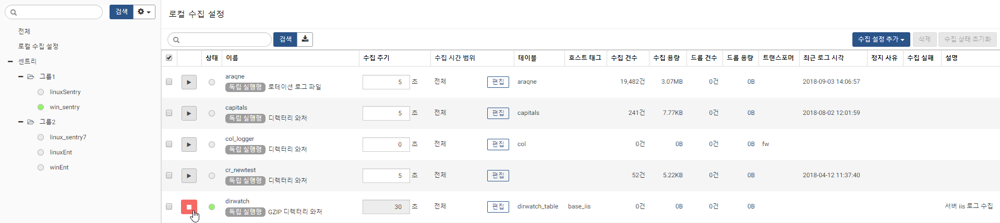 검색
전체
로컬 수집 설정
센트리
그룹1
linuxSentry
win_sentry
그룹2
linux_sentry7
linuxEnt
winEnt
로컬 수집 설정
검색 수집 설정 추가 삭제 수집 상태 초기화
상태 이름 수집 주기 수집 시간 범위 테이블 호스트 태그 수집 건수 수집 용량 드롭 건수 드롭 용량 트랜스포머 최근 로그 시각 정지 사유 수집 실패 설명
araqne
독립 실행형 로테이션 로그 파일
5 초 전체 편집 araqne 19,482건 3.07MB 0건 0B 2018-09-03 14:06:57
capitals
독립 실행형 디렉터리 와처
5 초 전체 편집 capitals 241건 7.77KB 0건 0B 2018-08-02 12:01:59
col_logger
독립 실행형 디렉터리 와처
0 초 전체 편집 col 0건 0B 0건 0B fw
cr_newtest
독립 실행형 디렉터리 와처
5 초 전체 편집 52건 5.22KB 0건 0B 2018-04-12 11:37:40
dirwatch
독립 실행형 GZIP 디렉터리 와처
30 초 전체 편집 dirwatch_table base_iis 0건 0B 0건 0B 서버 iis 로그 수집